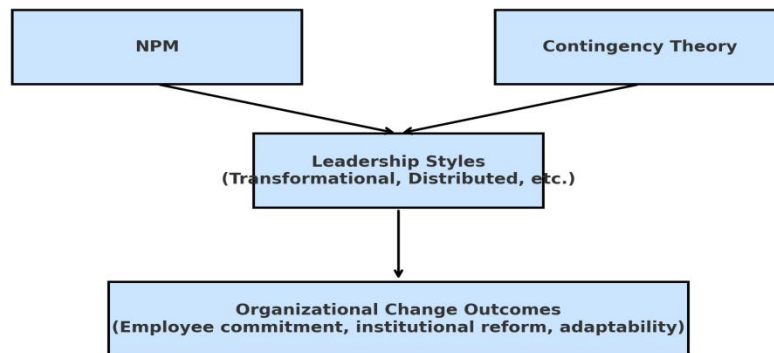 NPM
Contingency Theory
Leadership Styles
(Transformational, Distributed, etc.)
Organizational Change Outcomes
(Employee commitment, institutional reform, adaptability)